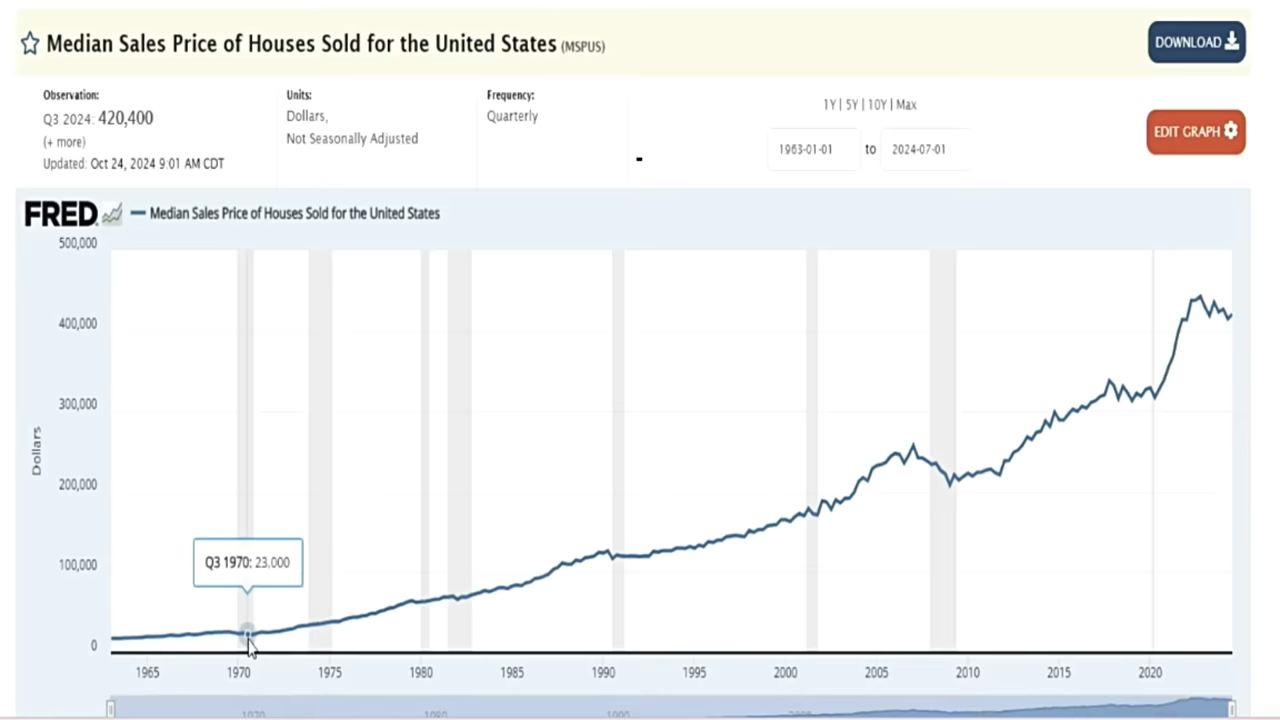 Median Sales Price of Houses Sold for the United States (MSPUS)
DOWNLOAD
Observation:
Q3 2024: 420,400
(+ more)
Updated: Oct 24, 2024 9:01 AM CDT
Units:
Dollars,
Not Seasonally Adjusted
Frequency:
Quarterly
1Y | 5Y | 10Y | Max
1963-01-01 to 2024-07-01
EDIT GRAPH
FRED Median Sales Price of Houses Sold for the United States
500,000
400,000
300,000
200,000
100,000
0
Dollars
Q3 1970: 23,000
1965 1970 1975 1980 1985 1990 1995 2000 2005 2010 2015 2020
1970 1980 1990 2000